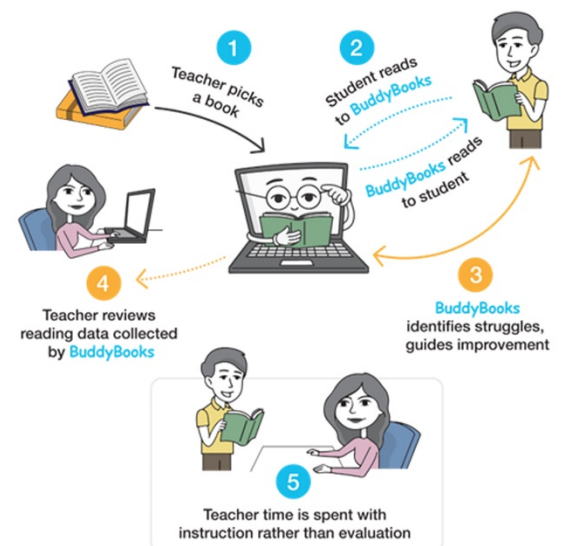 1
Teacher picks
a book
2
Student reads
to BuddyBooks
BuddyBooks reads
to student
3
BuddyBooks
identifies struggles,
guides improvement
4
Teacher reviews
reading data collected
by BuddyBooks
5
Teacher time is spent with
instruction rather than evaluation